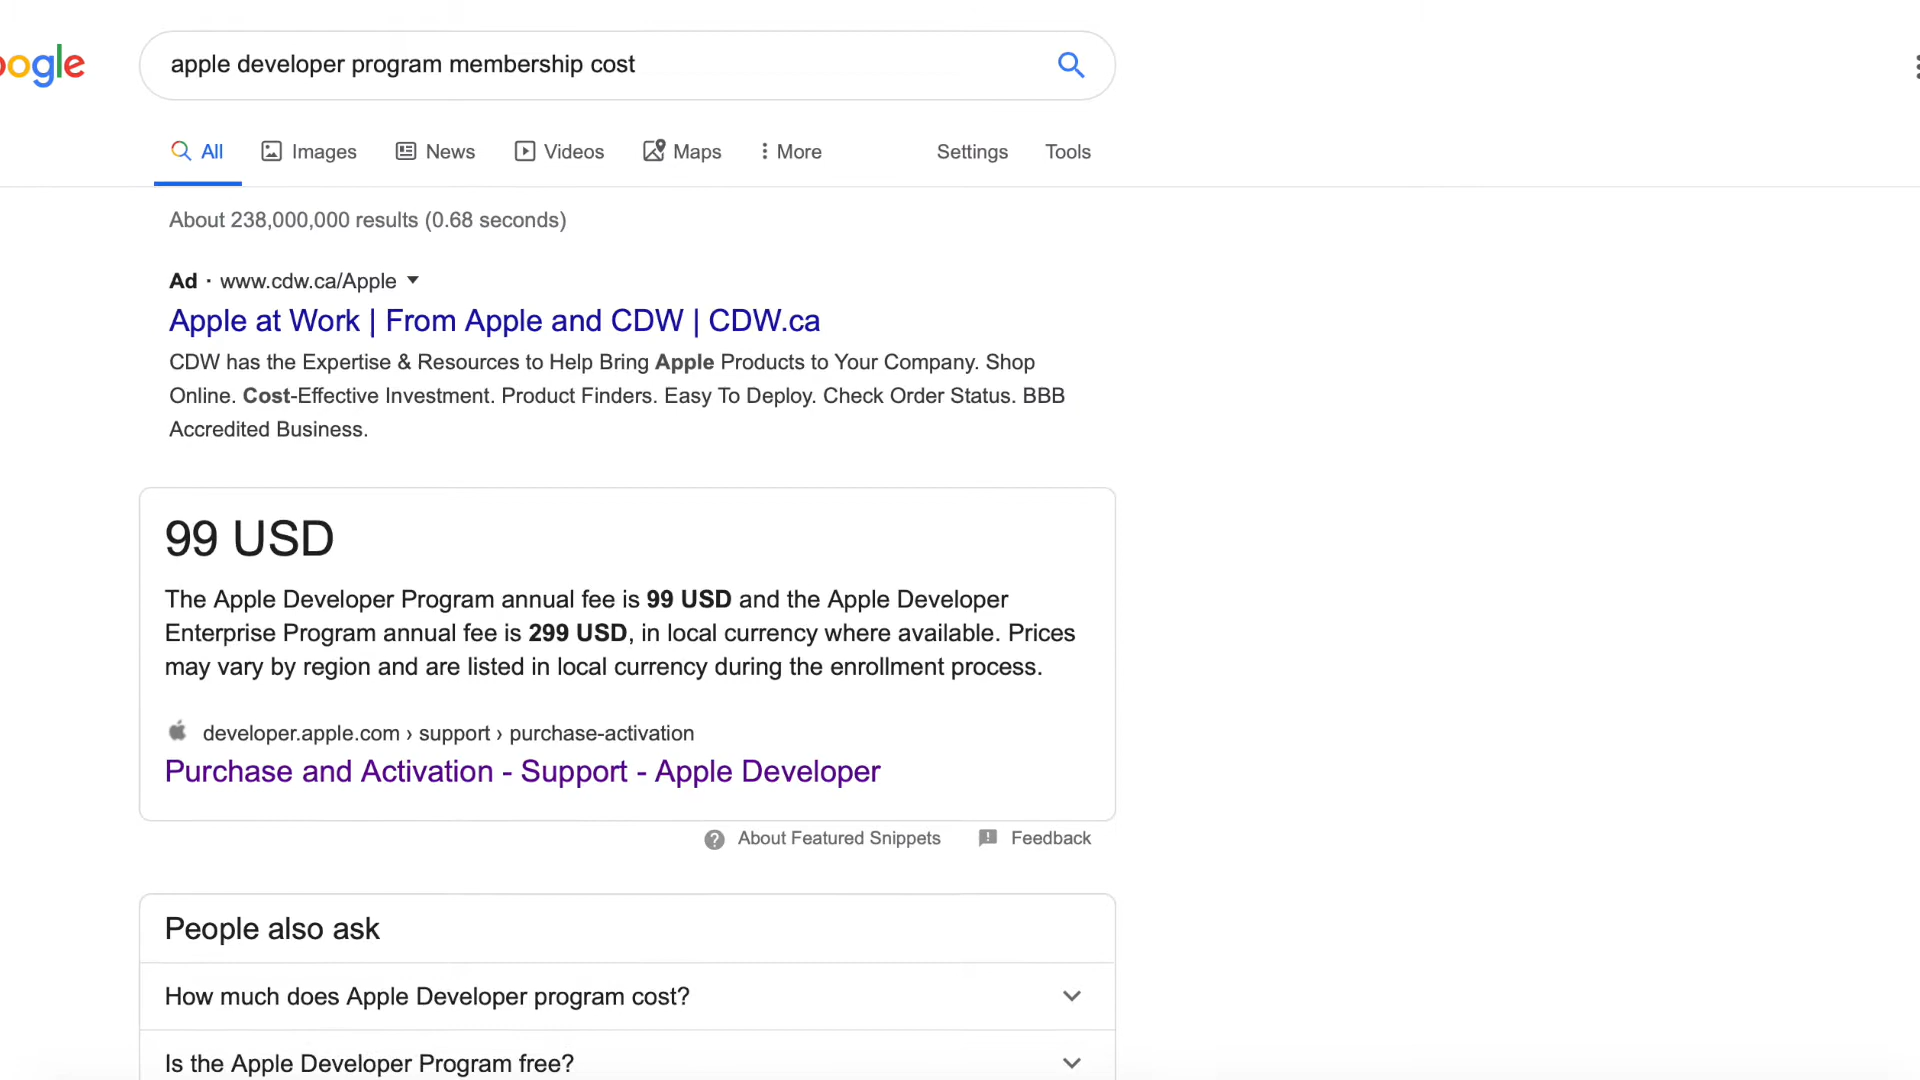 oogle
apple developer program membership cost
All Images News Videos Maps More Settings Tools
About 238,000,000 results (0.68 seconds)
Ad · www.cdw.ca/Apple
Apple at Work | From Apple and CDW | CDW.ca
CDW has the Expertise & Resources to Help Bring Apple Products to Your Company. Shop
Online. Cost-Effective Investment. Product Finders. Easy To Deploy. Check Order Status. BBB
Accredited Business.
99 USD
The Apple Developer Program annual fee is 99 USD and the Apple Developer
Enterprise Program annual fee is 299 USD, in local currency where available. Prices
may vary by region and are listed in local currency during the enrollment process.
developer.apple.com › support › purchase-activation
Purchase and Activation - Support - Apple Developer
About Featured Snippets Feedback
People also ask
How much does Apple Developer program cost?
Is the Apple Developer Program free?